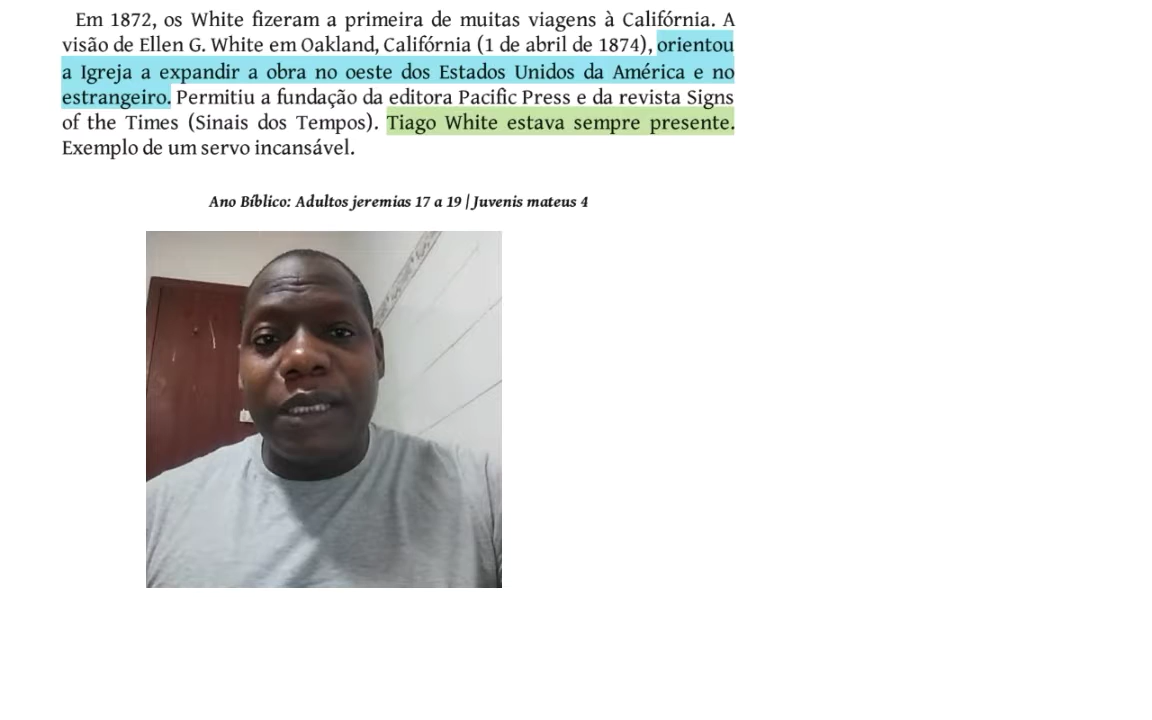 Em 1872, os White fizeram a primeira de muitas viagens à Califórnia. A
visão de Ellen G. White em Oakland, Califórnia (1 de abril de 1874), orientou
a Igreja a expandir a obra no oeste dos Estados Unidos da América e no
estrangeiro. Permitiu a fundação da editora Pacific Press e da revista Signs
of the Times (Sinais dos Tempos). Tiago White estava sempre presente.
Exemplo de um servo incansável.
Ano Bíblico: Adultos jeremias 17 a 19 | Juvenis mateus 4